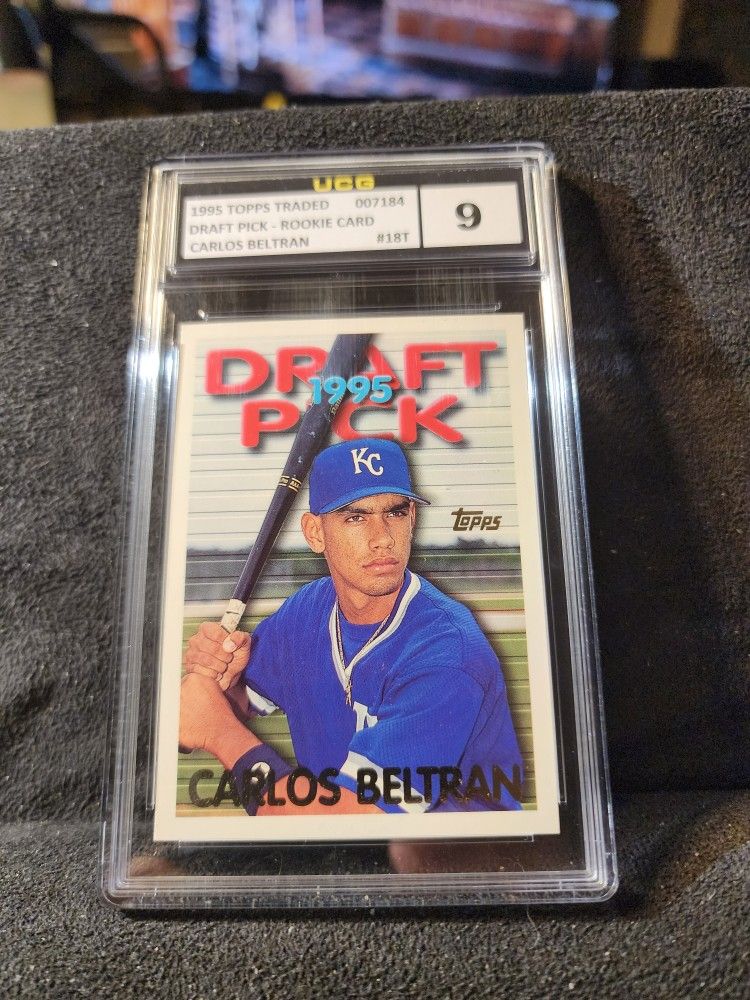 UCG
1995 TOPPS TRADED 007184
DRAFT PICK - ROOKIE CARD
CARLOS BELTRAN #18T
9
DRAFT
1995
PICK
KC
TOPPS
CARLOS BELTRAN